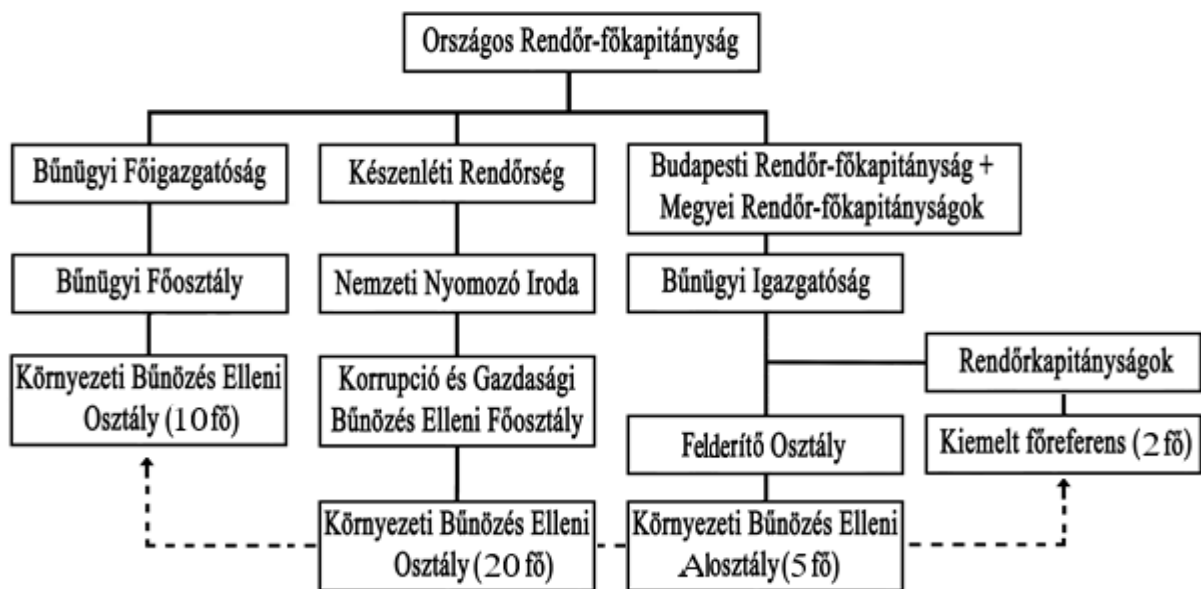 Országos Rendőr-főkapitányság
Bűnügyi Főigazgatóság
Készenléti Rendőrség
Budapesti Rendőr-főkapitányság +
Megyei Rendőr-főkapitányságok
Bűnügyi Főosztály
Nemzeti Nyomozó Iroda
Bűnügyi Igazgatóság
Környezeti Bűnözés Elleni
Osztály (10 fő)
Korrupció és Gazdasági
Bűnözés Elleni Főosztály
Rendőrkapitányságok
Felderítő Osztály
Kiemelt főreferens (2 fő)
Környezeti Bűnözés Elleni
Osztály (20 fő)
Környezeti Bűnözés Elleni
Alosztály (5 fő)